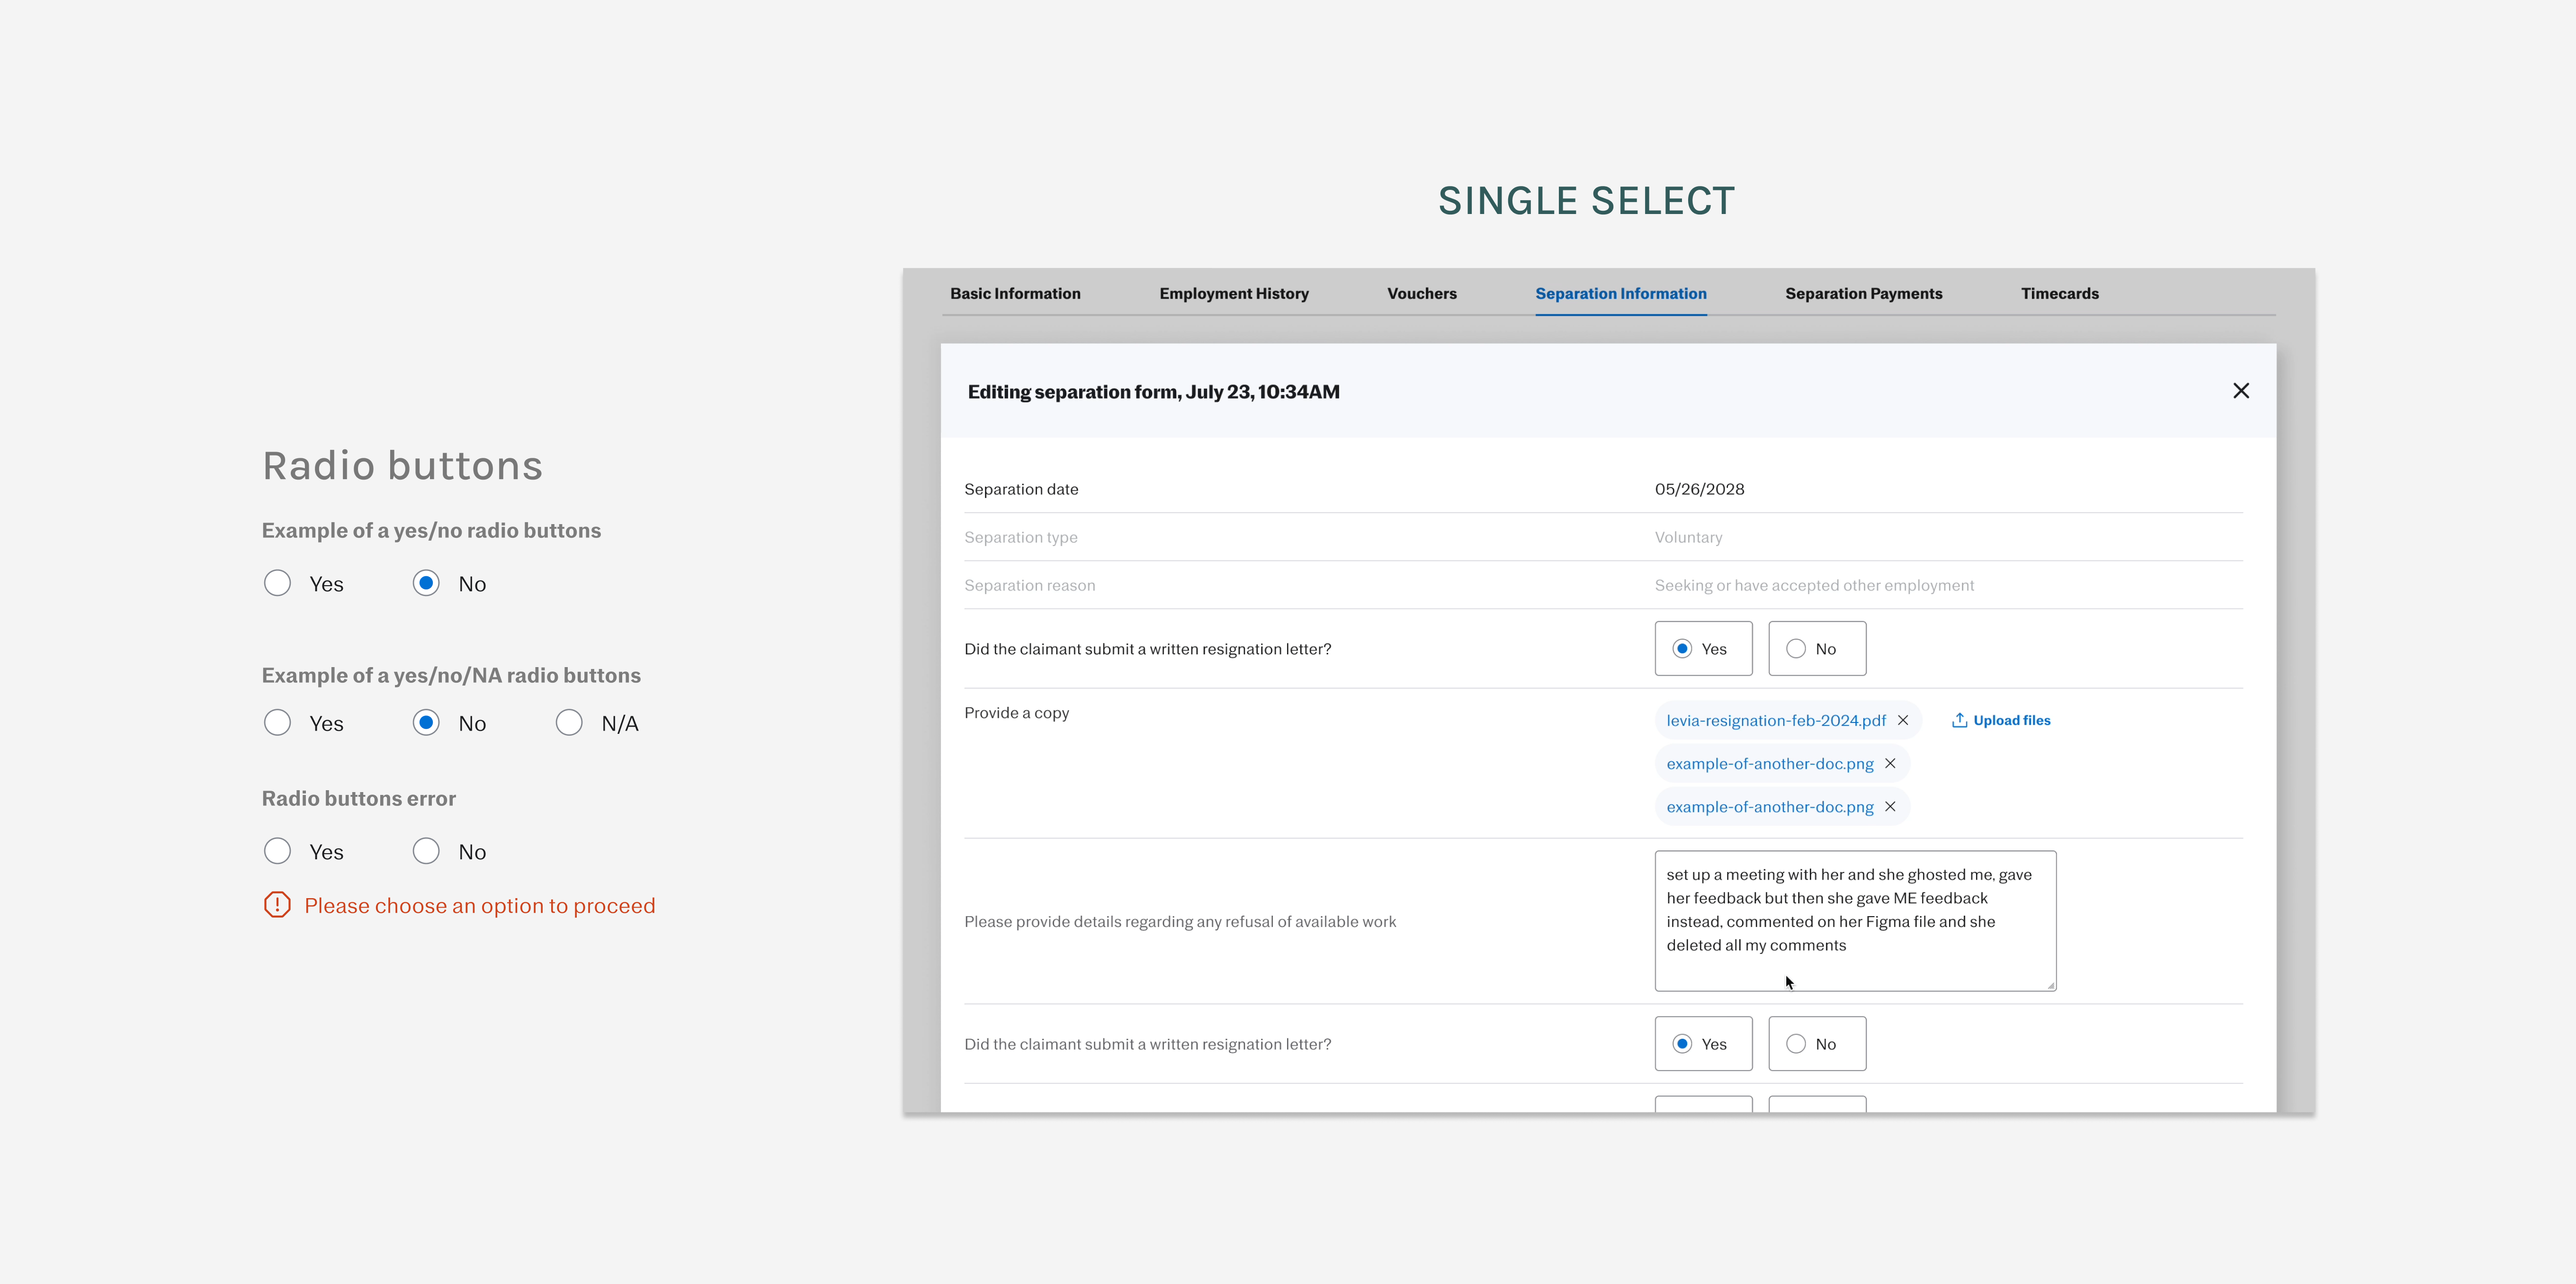 SINGLE SELECT
Radio buttons
Example of a yes/no radio buttons
Yes No
Example of a yes/no/NA radio buttons
Yes No N/A
Radio buttons error
Yes No
Please choose an option to proceed
Basic Information Employment History Vouchers Separation Information Separation Payments Timecards
Editing separation form, July 23, 10:34AM
Separation date 05/26/2028
Separation type Voluntary
Separation reason Seeking or have accepted other employment
Did the claimant submit a written resignation letter? Yes No
Provide a copy levia-resignation-feb-2024.pdf Upload files
example-of-another-doc.png
example-of-another-doc.png
Please provide details regarding any refusal of available work
set up a meeting with her and she ghosted me, gave
her feedback but then she gave ME feedback
instead, commented on her Figma file and she
deleted all my comments
Did the claimant submit a written resignation letter? Yes No